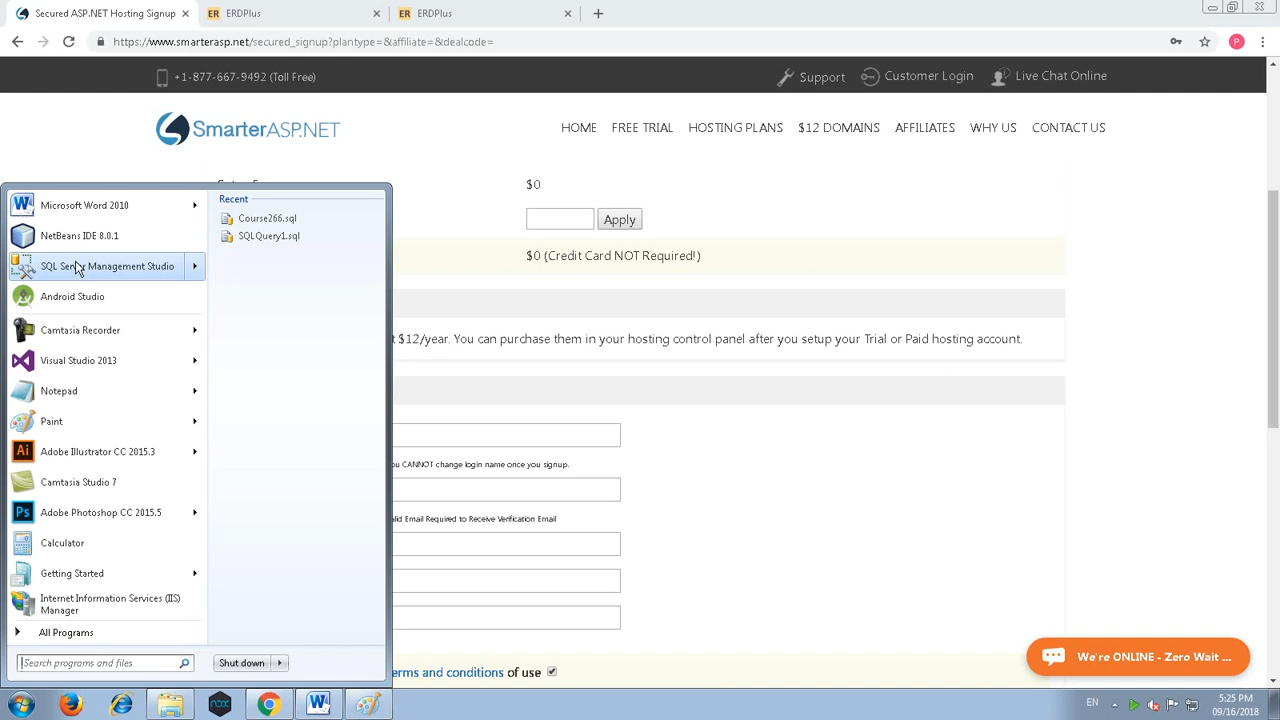 Secured ASP.NET Hosting Signup
ERDPlus
ERDPlus
https://www.smarterasp.net/secured_signup?plantype=&affiliate=&dealcode=
P
+1-877-667-9492 (Toll Free)
Support
Customer Login
Live Chat Online
SmarterASP.NET
HOME
FREE TRIAL
HOSTING PLANS
$12 DOMAINS
AFFILIATES
WHY US
CONTACT US
$0
Apply
$0 (Credit Card NOT Required!)
$12/year. You can purchase them in your hosting control panel after you setup your Trial or Paid hosting account.
CANNOT change login name once you signup.
Email Required to Receive Verification Email
terms and conditions of use
We're ONLINE - Zero Wait ...
Microsoft Word 2010
NetBeans IDE 8.0.1
SQL Server Management Studio
Android Studio
Camtasia Recorder
Visual Studio 2013
Notepad
Paint
Adobe Illustrator CC 2015.3
Camtasia Studio 7
Adobe Photoshop CC 2015.5
Calculator
Getting Started
Internet Information Services (IIS)
Manager
All Programs
Search programs and files
Shut down
Recent
Course266.sql
SQLQuery1.sql
EN
5:25 PM
09/16/2018